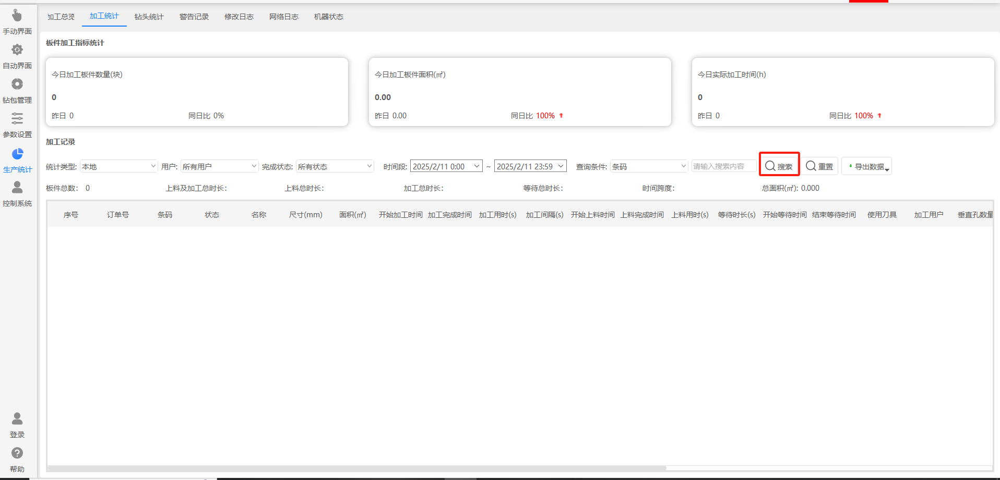 加工总览 加工统计 钻头统计 警告记录 修改日志 网络日志 机器状态
手动界面
自动界面
钻包管理
参数设置
生产统计
控制系统
登录
帮助
板件加工指标统计
今日加工板件数量(块)
0
昨日 0 同日比 0%
今日加工板件面积(㎡)
0.00
昨日 0.00 同日比 100%
今日实际加工时间(h)
0
昨日 0 同日比 100%
加工记录
统计类型: 本地 用户: 所有用户 完成状态: 所有状态 时间段: 2025/2/11 0:00 ~ 2025/2/11 23:59 查询条件: 条码 请输入搜索内容 搜索 重置 导出数据
板件总数: 0 上料及加工总时长: 上料总时长: 加工总时长: 等待总时长: 时间跨度: 总面积(㎡): 0.000
序号 订单号 条码 状态 名称 尺寸(mm) 面积(㎡) 开始加工时间 加工完成时间 加工用时(s) 加工间隔(s) 开始上料时间 上料完成时间 上料用时(s) 等待时长(s) 开始等待时间 结束等待时间 使用刀具 加工用户 垂直孔数量